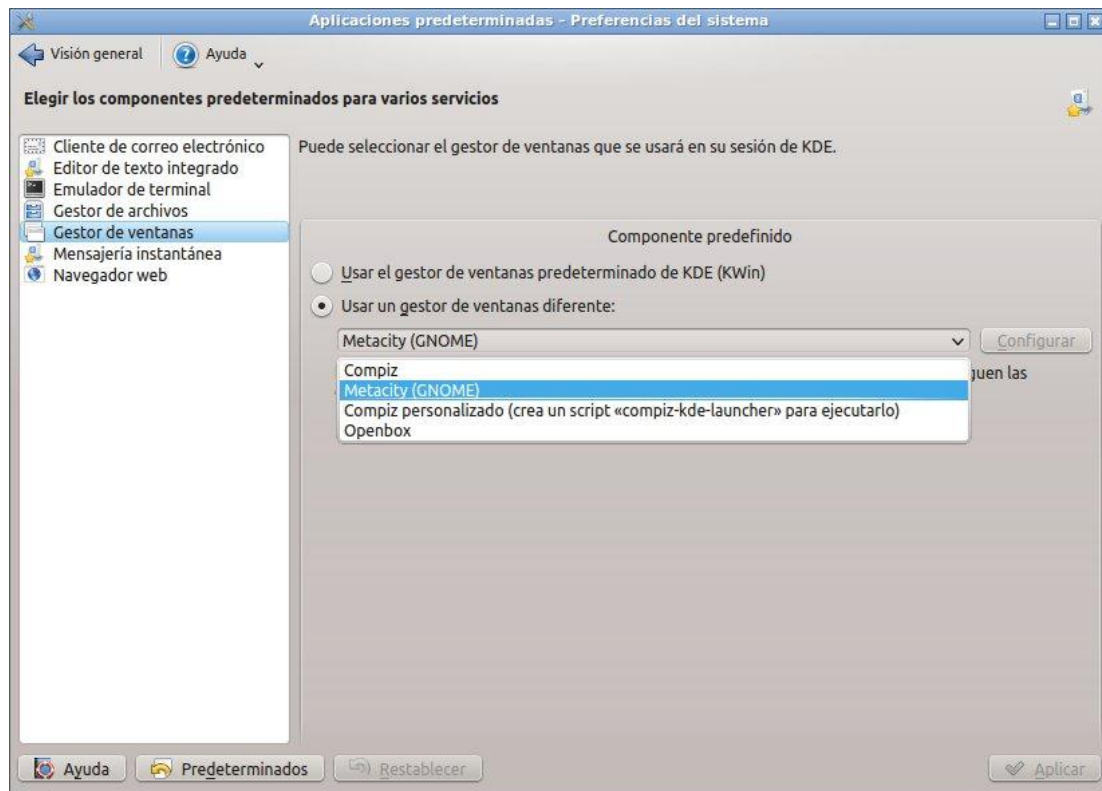 Aplicaciones predeterminadas – Preferencias del sistema
Visión general
Ayuda
Elegir los componentes predeterminados para varios servicios
Cliente de correo electrónico
Editor de texto integrado
Emulador de terminal
Gestor de archivos
Gestor de ventanas
Mensajería instantánea
Navegador web
Puede seleccionar el gestor de ventanas que se usará en su sesión de KDE.
Componente predefinido
Usar el gestor de ventanas predeterminado de KDE (KWin)
Usar un gestor de ventanas diferente:
Metacity (GNOME)
Configurar
Compiz
Metacity (GNOME)
Compiz personalizado (crea un script «compiz-kde-launcher» para ejecutarlo)
Openbox
las
Ayuda
Predeterminados
Restablecer
Aplicar